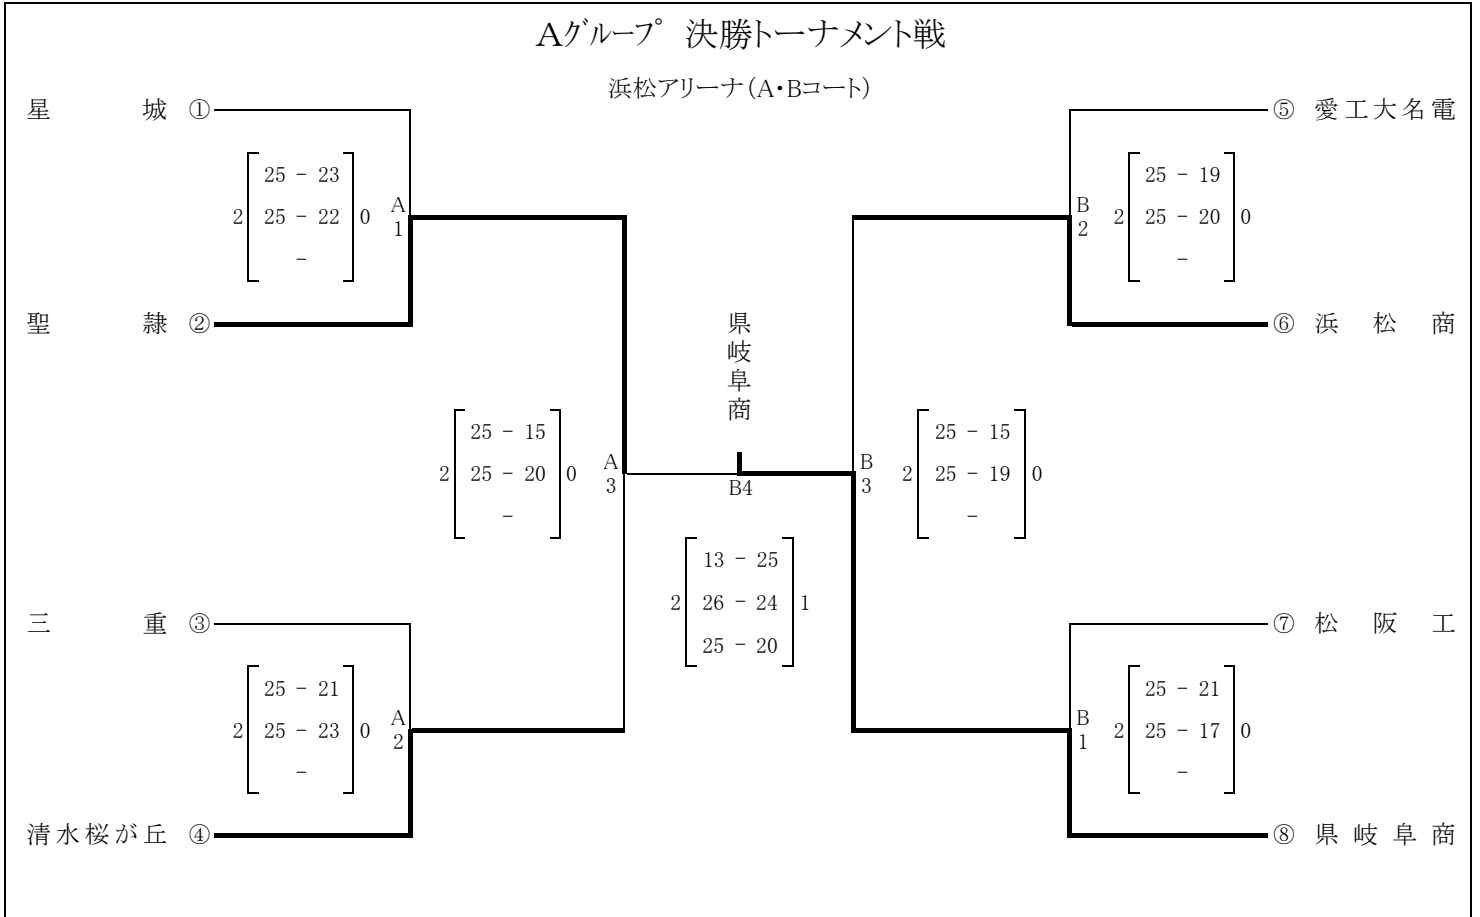 Aグループ 決勝トーナメント戦
浜松アリーナ(A・Bコート)
星城 ①
⑤ 愛工大名電
25 - 23
2 25 - 22 0
-
A
1
25 - 19
2 25 - 20 0
-
B
2
聖隷 ②
⑥ 浜松商
県岐阜商
25 - 15
2 25 - 20 0
-
A
3
B4
B
3
25 - 15
2 25 - 19 0
-
13 - 25
2 26 - 24 1
25 - 20
三重 ③
⑦ 松阪工
25 - 21
2 25 - 23 0
-
A
2
B
1
25 - 21
2 25 - 17 0
-
清水桜が丘 ④
⑧ 県岐阜商